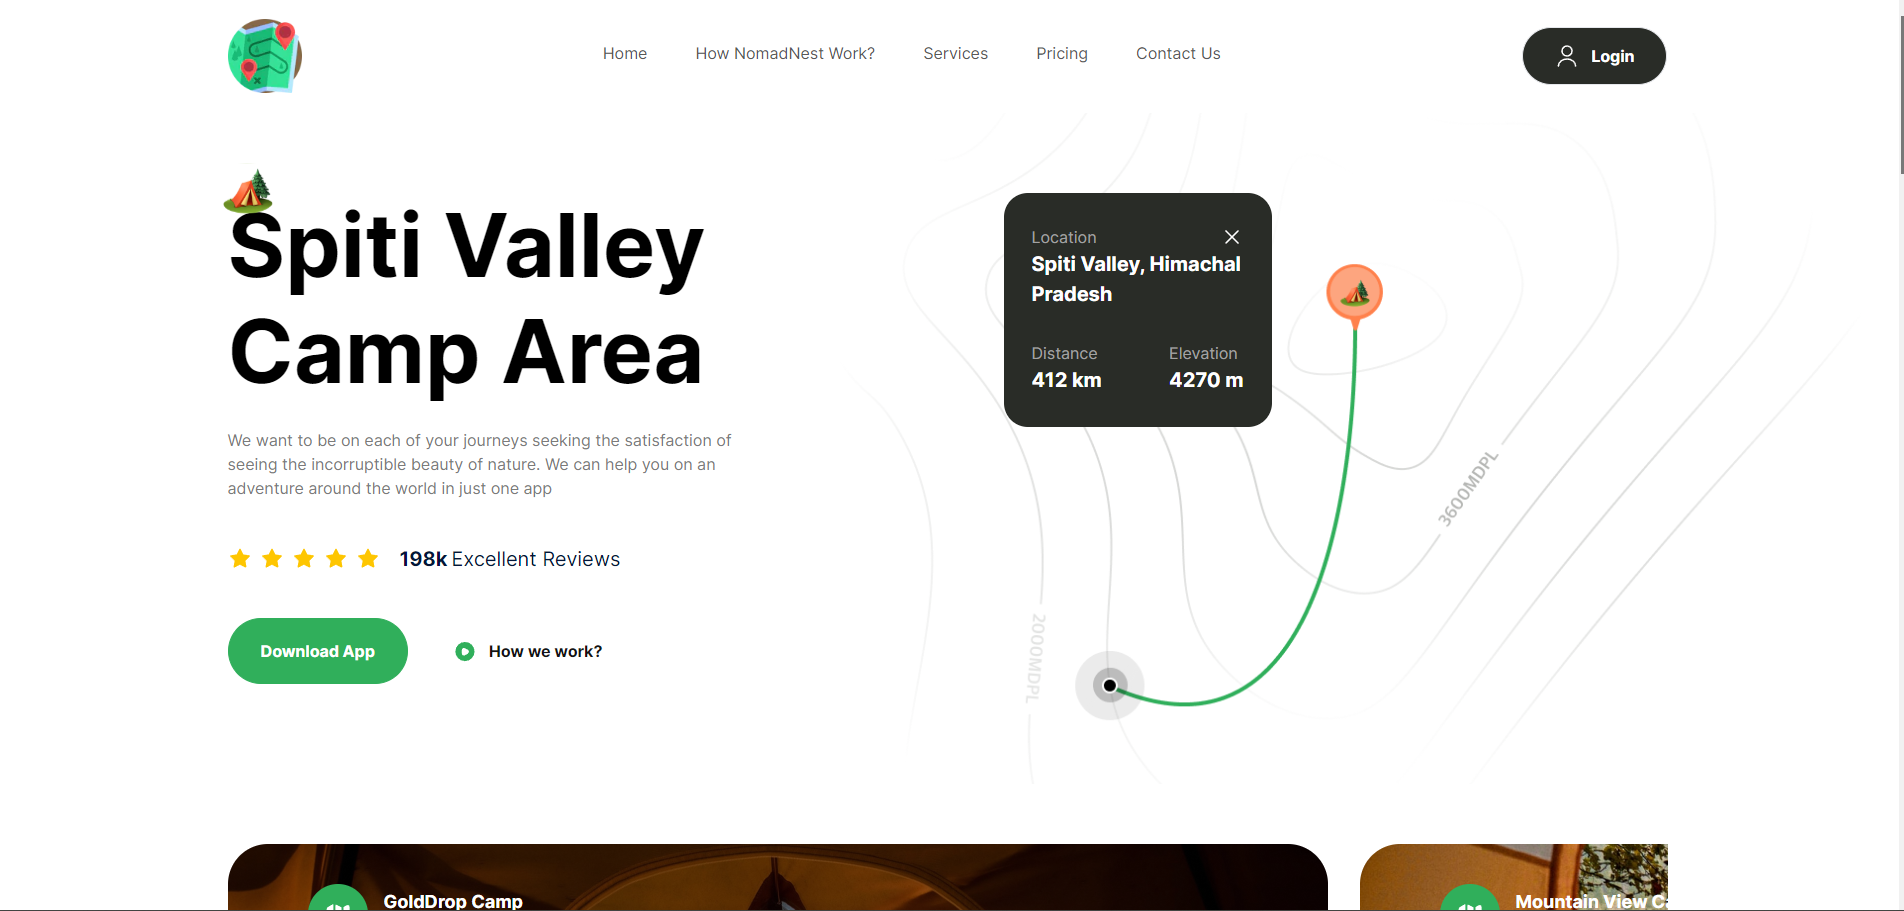 Home
How NomadNest Work?
Services
Pricing
Contact Us
Login
Spiti Valley
Camp Area
We want to be on each of your journeys seeking the satisfaction of
seeing the incorruptible beauty of nature. We can help you on an
adventure around the world in just one app
198k Excellent Reviews
Download App
How we work?
Location
Spiti Valley, Himachal
Pradesh
Distance
412 km
Elevation
4270 m
3600MDPL
2000MDPL
GoldDrop Camp
Mountain View Ca